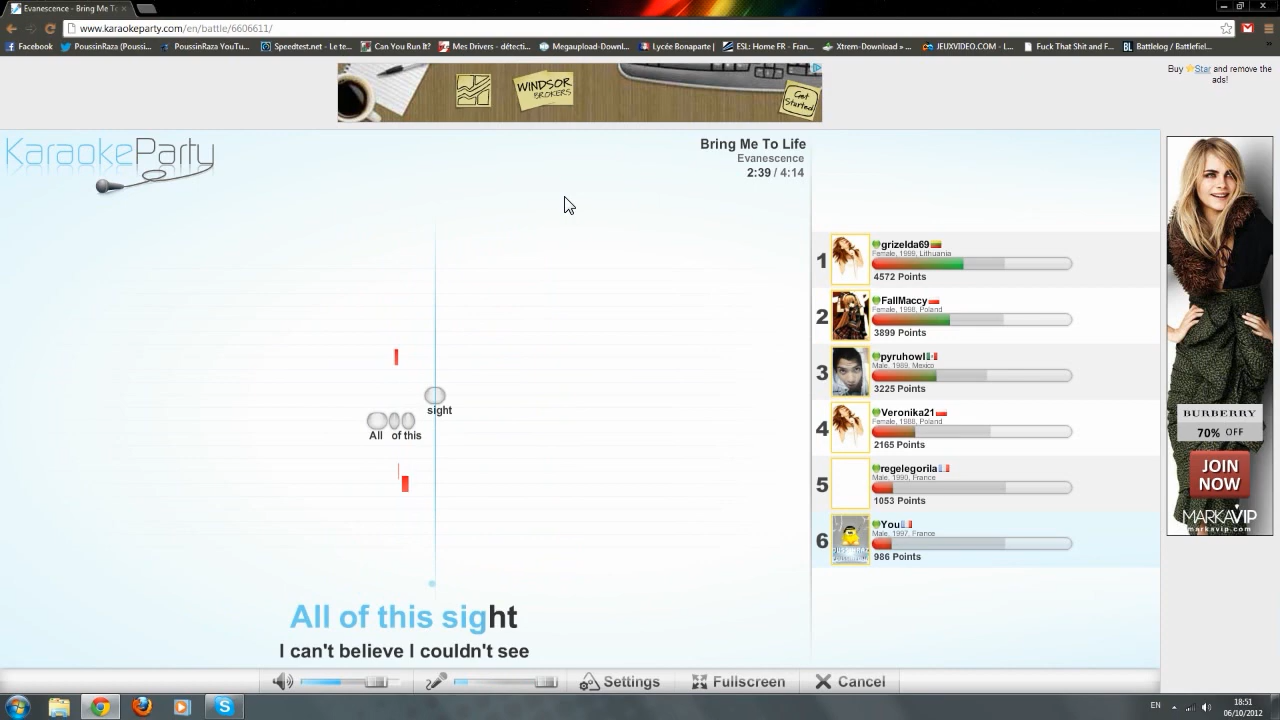 Evanescence - Bring Me To
www.karaokeparty.com/en/battle/6606611/
Facebook PoussinRaza (Poussi... PoussinRaza YouTu... Speedtest.net - Le te... Can You Run It? Mes Drivers - détecti... Megaupload-Downl... Lycée Bonaparte | ESL: Home FR - Fran... Xtrem-Download » ... JEUXVIDEO.COM - L... Fuck That Shit and F... Battlelog / Battlefiel...
WINDSOR
BROKERS
Get
Started
Buy Star and remove the
ads!
KaraokeParty
Bring Me To Life
Evanescence
2:39 / 4:14
sight
All of this
1
grizelda69
Female, 1999, Lithuania
4572 Points
2
FallMaccy
Female, 1998, Poland
3899 Points
3
pyruhowl
Male, 1989, Mexico
3225 Points
4
Veronika21
Female, 1988, Poland
2165 Points
5
regelegorila
Male, 1990, France
1053 Points
6
You
Male, 1997, France
986 Points
BURBERRY
70% OFF
JOIN
NOW
MARKAVIP
markavip.com
All of this sight
I can't believe I couldn't see
Settings Fullscreen Cancel
EN
18:51
06/10/2012